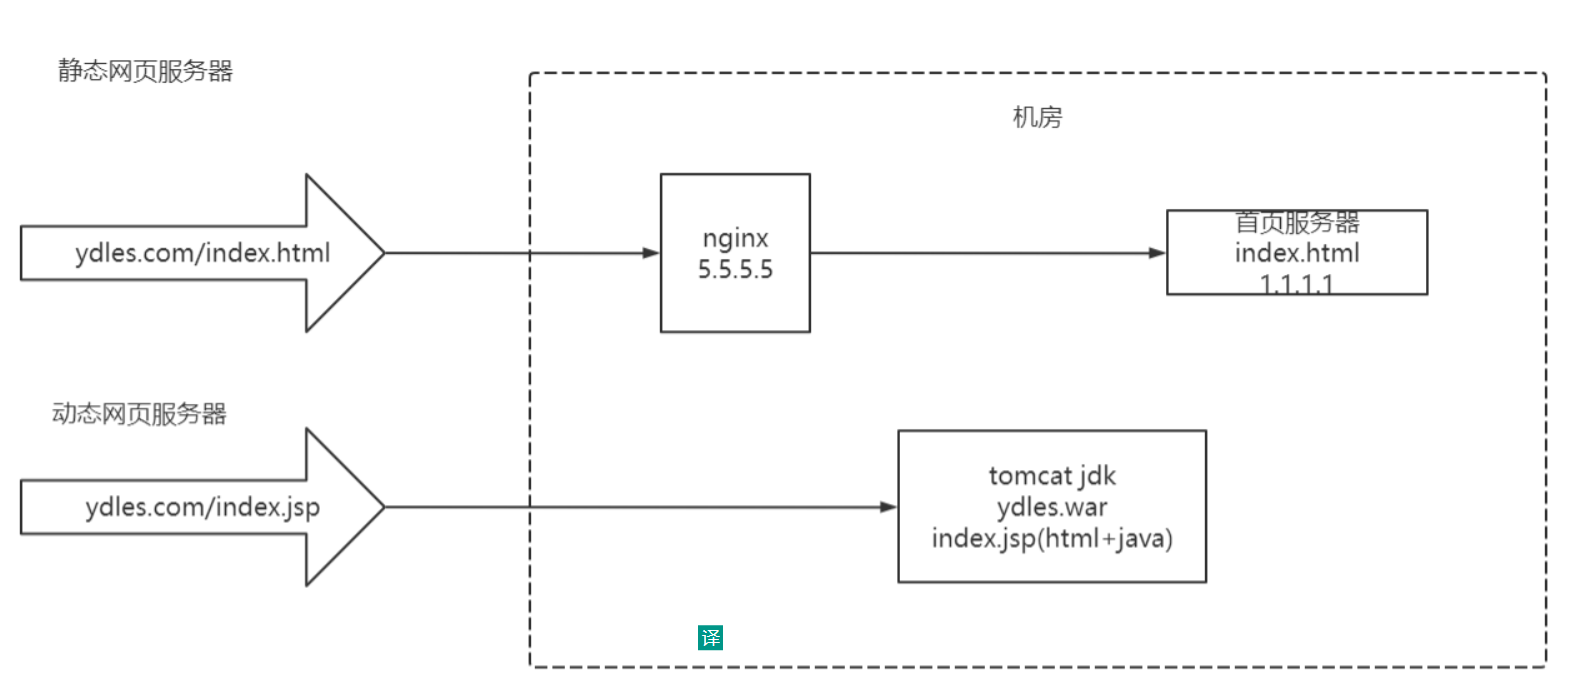 静态网页服务器
机房
ydles.com/index.html
nginx
5.5.5.5
首页服务器
index.html
1.1.1.1
动态网页服务器
ydles.com/index.jsp
tomcat jdk
ydles.war
index.jsp(html+java)
译